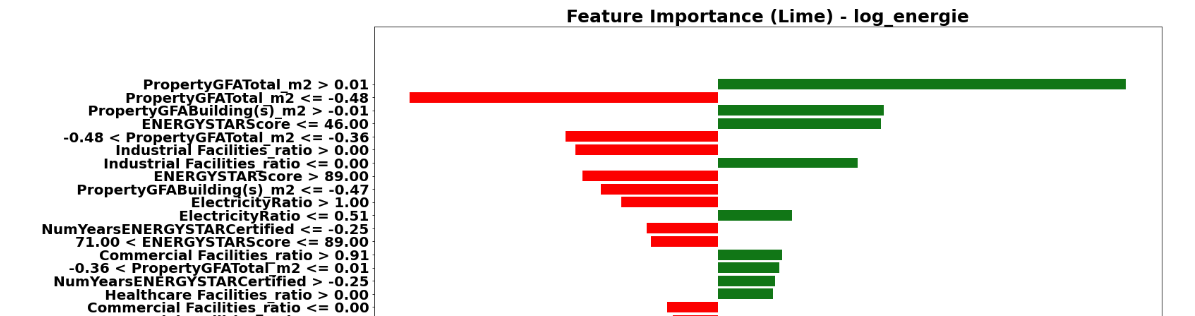 Feature Importance (Lime) - log_energie
PropertyGFATotal_m2 > 0.01
PropertyGFATotal_m2 <= -0.48
PropertyGFABuilding(s)_m2 > -0.01
ENERGYSTARScore <= 46.00
-0.48 < PropertyGFATotal_m2 <= -0.36
Industrial Facilities_ratio > 0.00
Industrial Facilities_ratio <= 0.00
ENERGYSTARScore > 89.00
PropertyGFABuilding(s)_m2 <= -0.47
ElectricityRatio > 1.00
ElectricityRatio <= 0.51
NumYearsENERGYSTARCertified <= -0.25
71.00 < ENERGYSTARScore <= 89.00
Commercial Facilities_ratio > 0.91
-0.36 < PropertyGFATotal_m2 <= 0.01
NumYearsENERGYSTARCertified > -0.25
Healthcare Facilities_ratio > 0.00
Commercial Facilities_ratio <= 0.00